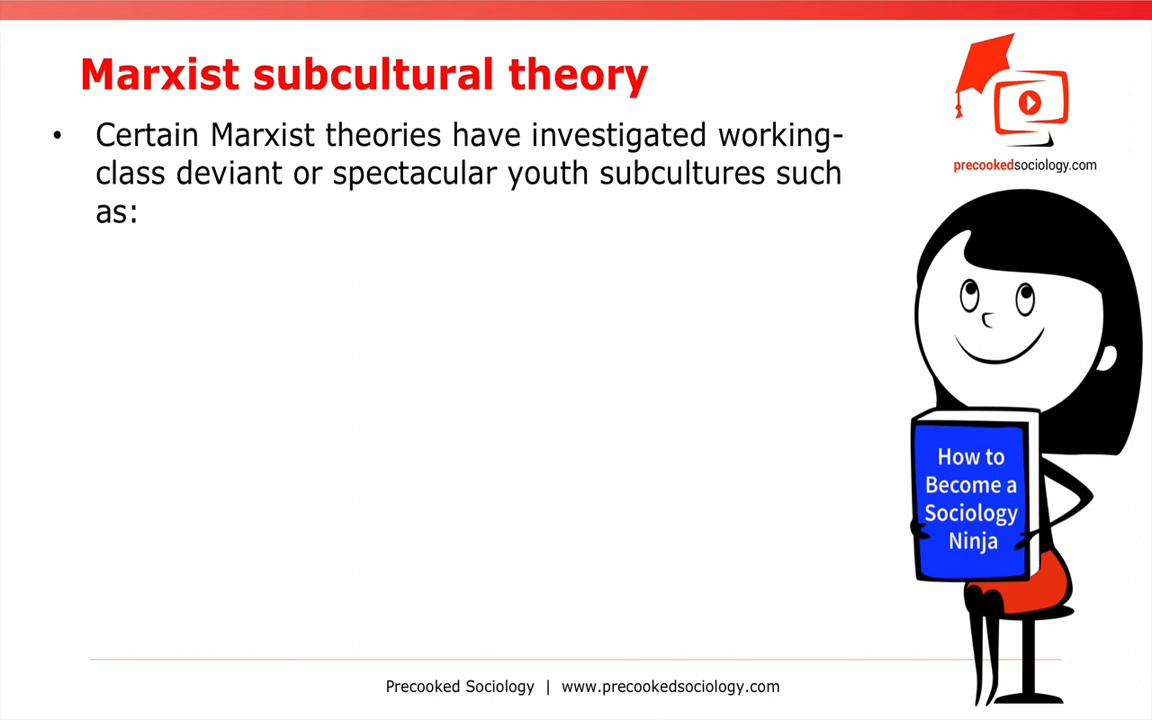 Marxist subcultural theory
• Certain Marxist theories have investigated working-
class deviant or spectacular youth subcultures such
as:
precookedsociology.com
How to
Become a
Sociology
Ninja
Precooked Sociology | www.precookedsociology.com